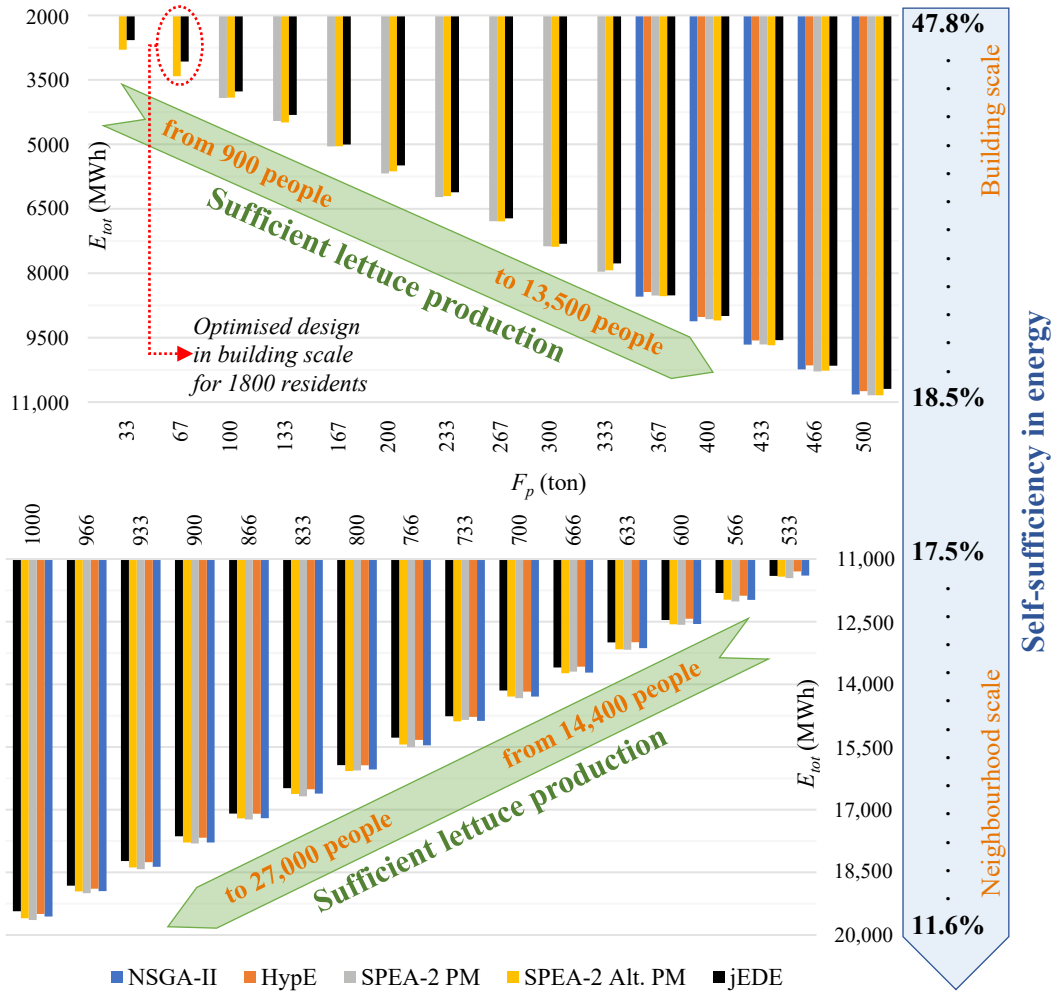 2000
3500
5000
6500
8000
9500
11,000
E_tot (MWh)
from 900 people
to 13,500 people
Sufficient lettuce production
Optimised design
in building scale
for 1800 residents
33
67
100
133
167
200
233
267
300
333
367
400
433
466
500
F_p (ton)
47.8%
Building scale
18.5%
Self-sufficiency in energy
17.5%
Neighbourhood scale
11.6%
1000
966
933
900
866
833
800
766
733
700
666
633
600
566
533
11,000
12,500
14,000
15,500
17,000
18,500
20,000
E_tot (MWh)
from 14,400 people
to 27,000 people
Sufficient lettuce production
NSGA-II
HypE
SPEA-2 PM
SPEA-2 Alt. PM
jEDE